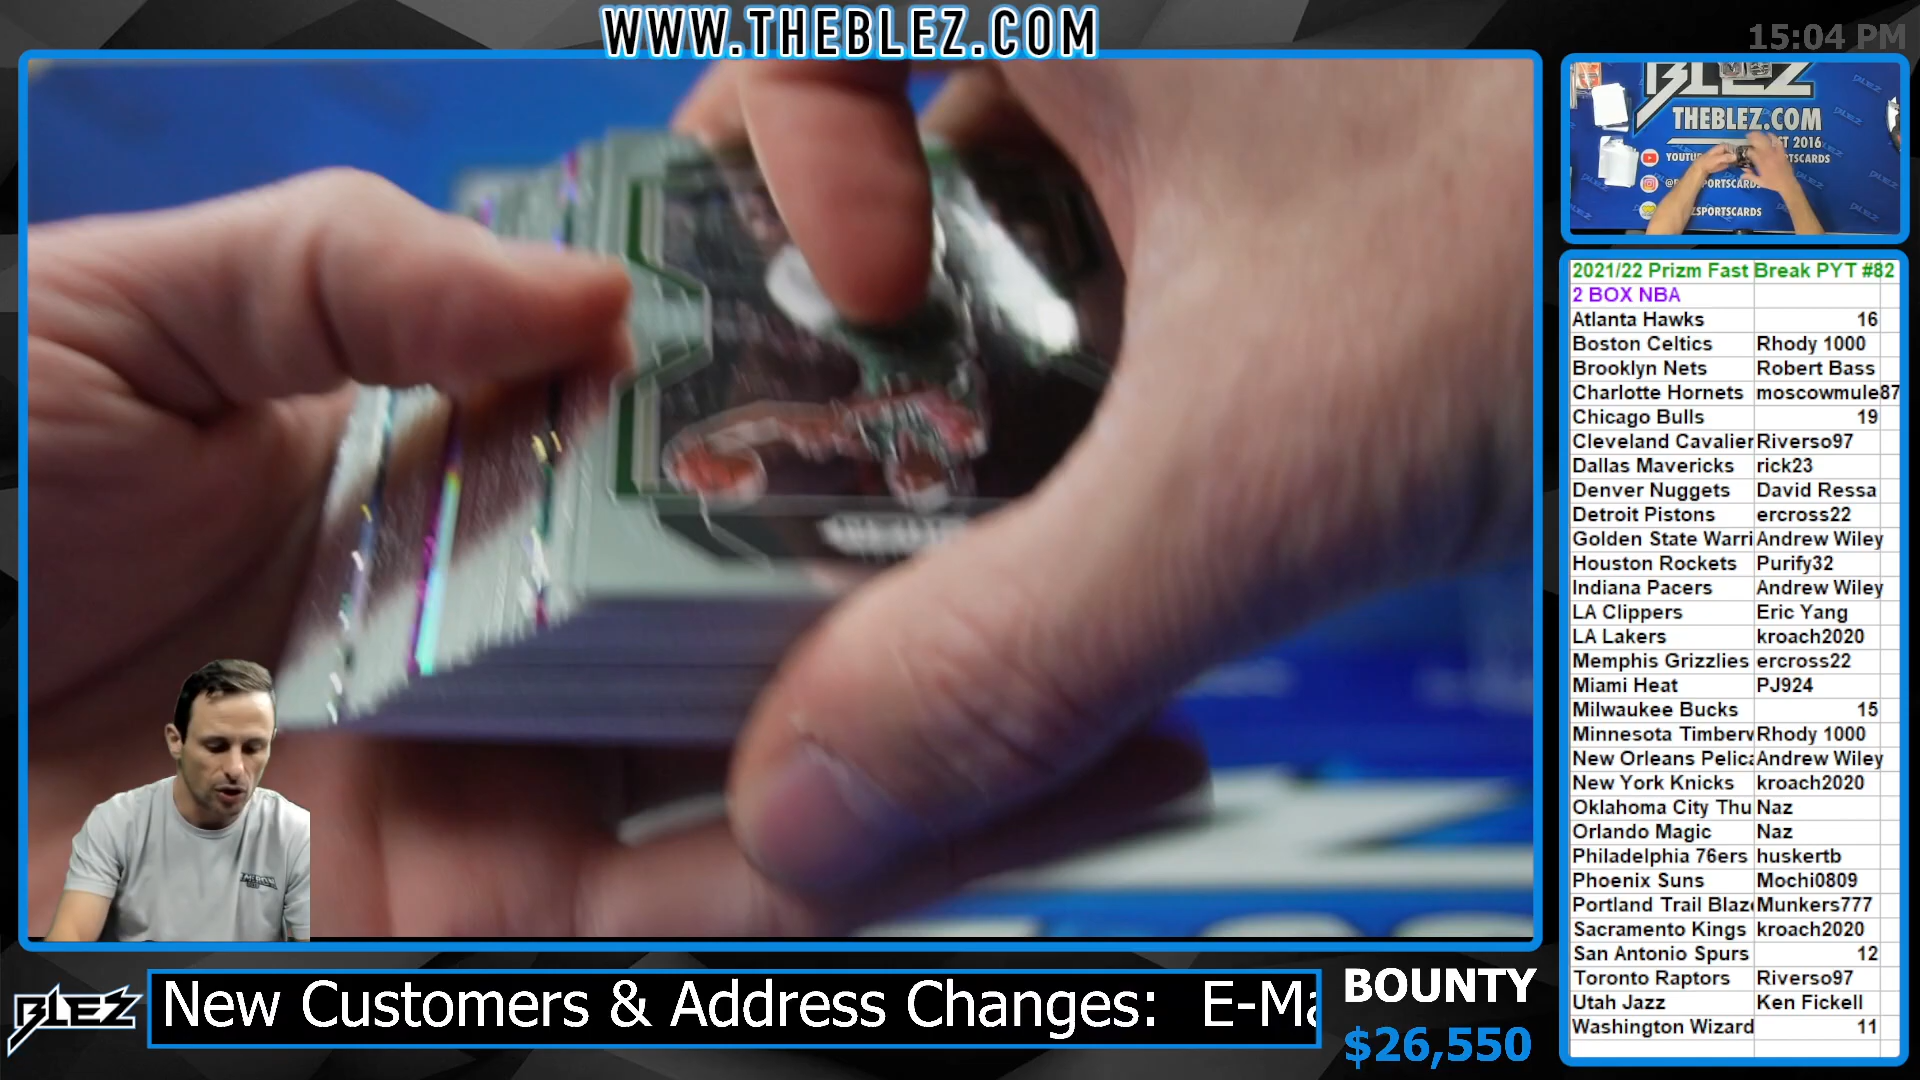 WWW.THEBLEZ.COM
15:04 PM
BLEZ
THEBLEZ.COM
2016
2021/22 Prizm Fast Break PYT #82
2 BOX NBA
Atlanta Hawks 16
Boston Celtics Rhody 1000
Brooklyn Nets Robert Bass
Charlotte Hornets moscowmule87
Chicago Bulls 19
Cleveland Cavalier Riverso97
Dallas Mavericks rick23
Denver Nuggets David Ressa
Detroit Pistons ercross22
Golden State Warri Andrew Wiley
Houston Rockets Purify32
Indiana Pacers Andrew Wiley
LA Clippers Eric Yang
LA Lakers kroach2020
Memphis Grizzlies ercross22
Miami Heat PJ924
Milwaukee Bucks 15
Minnesota Timberv Rhody 1000
New Orleans Pelica Andrew Wiley
New York Knicks kroach2020
Oklahoma City Thu Naz
Orlando Magic Naz
Philadelphia 76ers huskertb
Phoenix Suns Mochi0809
Portland Trail Blaze Munkers777
Sacramento Kings kroach2020
San Antonio Spurs 12
Toronto Raptors Riverso97
Utah Jazz Ken Fickell
Washington Wizard 11
BLEZ
New Customers & Address Changes: E-Ma
BOUNTY
$26,550